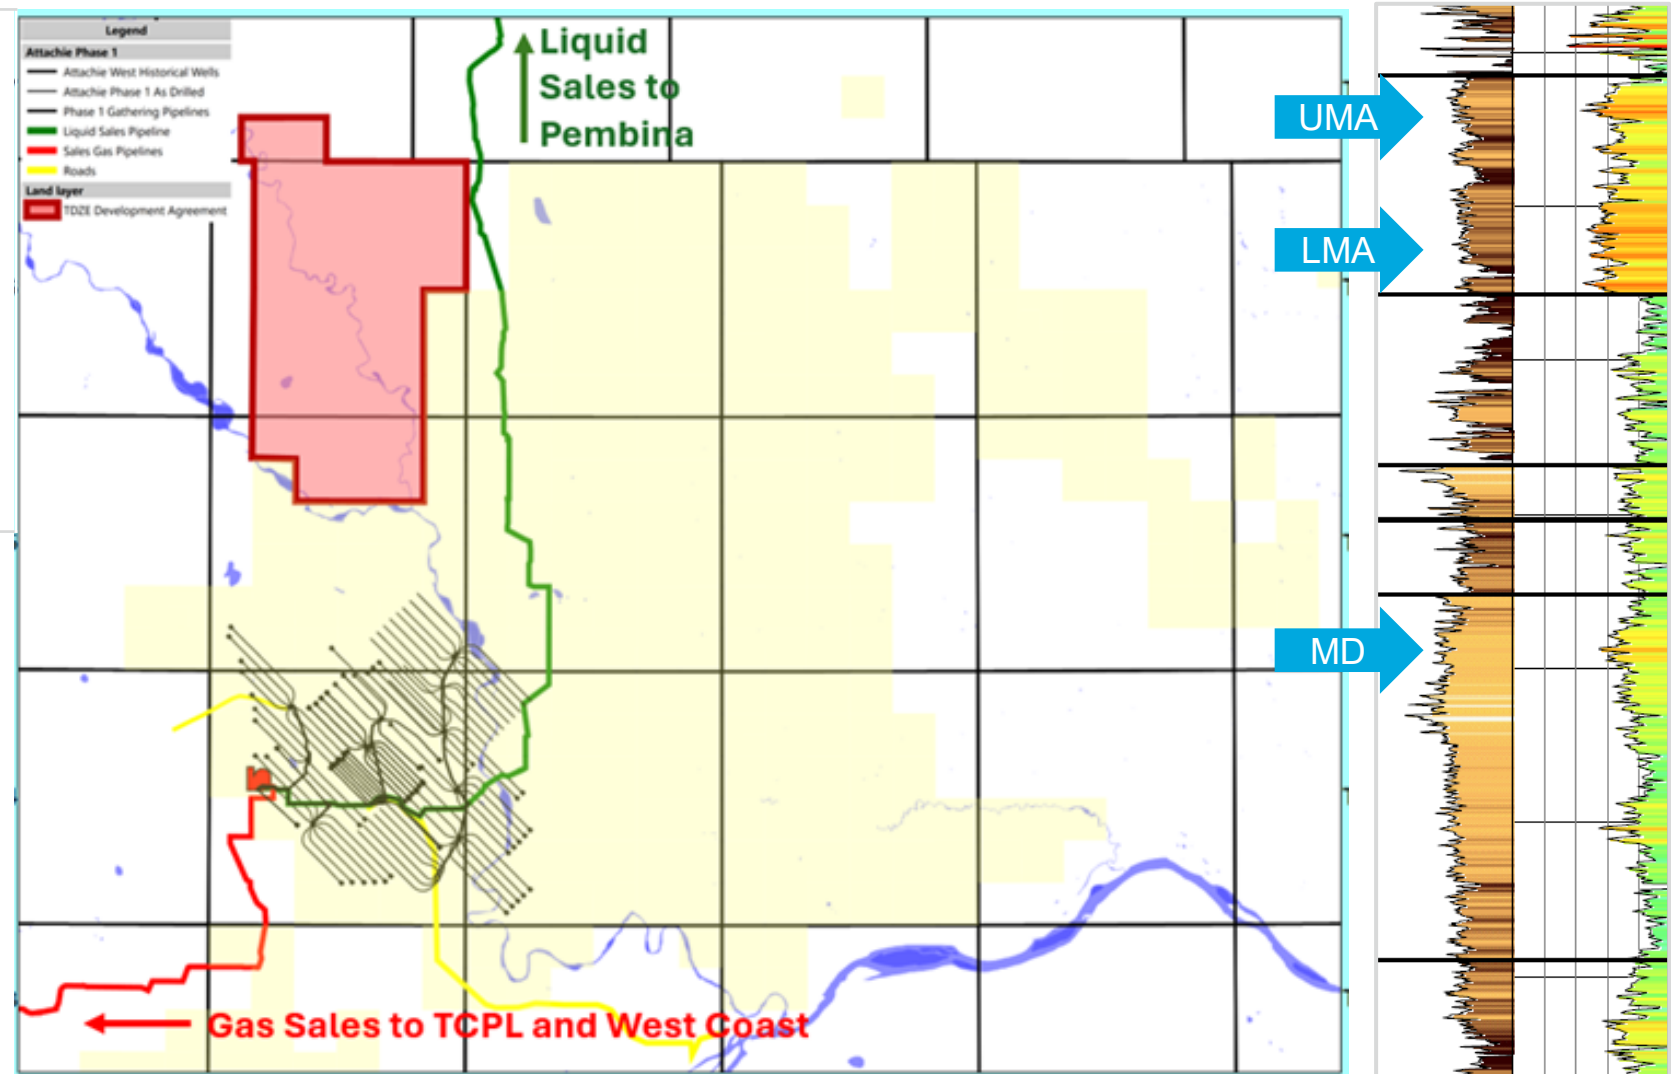 Legend
Attachie Phase 1
Attachie West Historical Wells
Attachie Phase 1 As Drilled
Phase 1 Gathering Pipelines
Liquid Sales Pipeline
Sales Gas Pipelines
Roads
Land layer
TDZE Development Agreement
Liquid
Sales to
Pembina
Gas Sales to TCPL and West Coast
UMA
LMA
MD